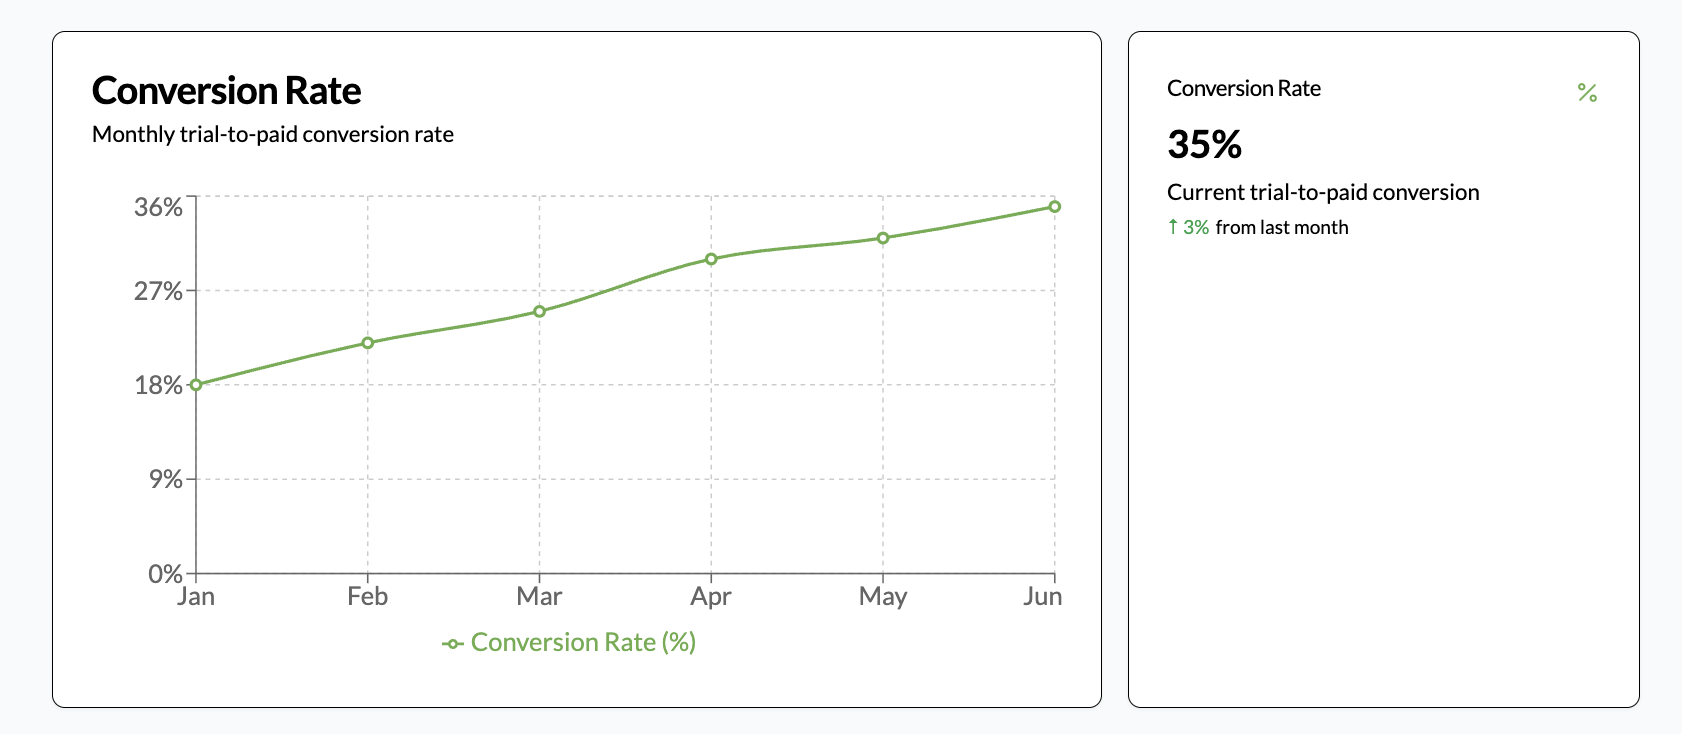 Conversion Rate
Monthly trial-to-paid conversion rate
36%
27%
18%
9%
0%
Jan Feb Mar Apr May Jun
Conversion Rate (%)
Conversion Rate %
35%
Current trial-to-paid conversion
↑ 3% from last month